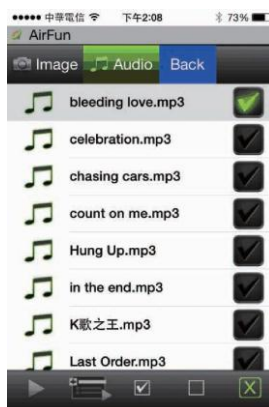 中華電信 下午2:08 73%
AirFun
Image Audio Back
bleeding love.mp3
celebration.mp3
chasing cars.mp3
count on me.mp3
Hung Up.mp3
in the end.mp3
K歌之王.mp3
Last Order.mp3